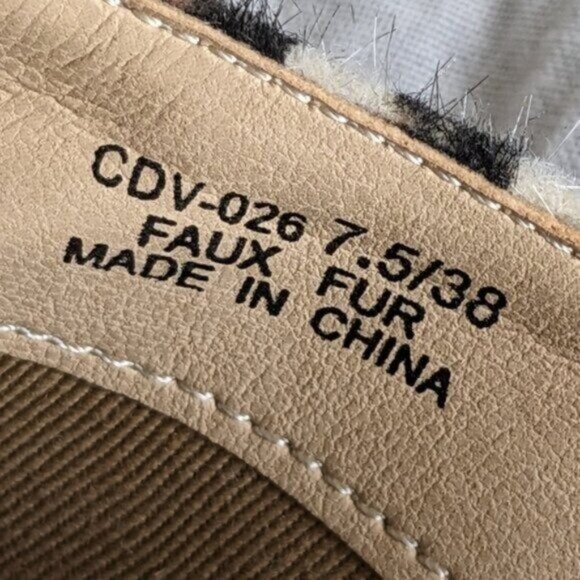 CDV-026 7.5/38
FAUX FUR
MADE IN CHINA